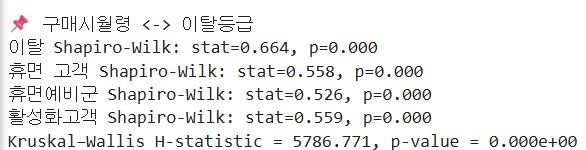 📌 구매시월령 <-> 이탈등급
이탈 Shapiro-Wilk: stat=0.664, p=0.000
휴면 고객 Shapiro-Wilk: stat=0.558, p=0.000
휴면예비군 Shapiro-Wilk: stat=0.526, p=0.000
활성화고객 Shapiro-Wilk: stat=0.559, p=0.000
Kruskal–Wallis H-statistic = 5786.771, p-value = 0.000e+00